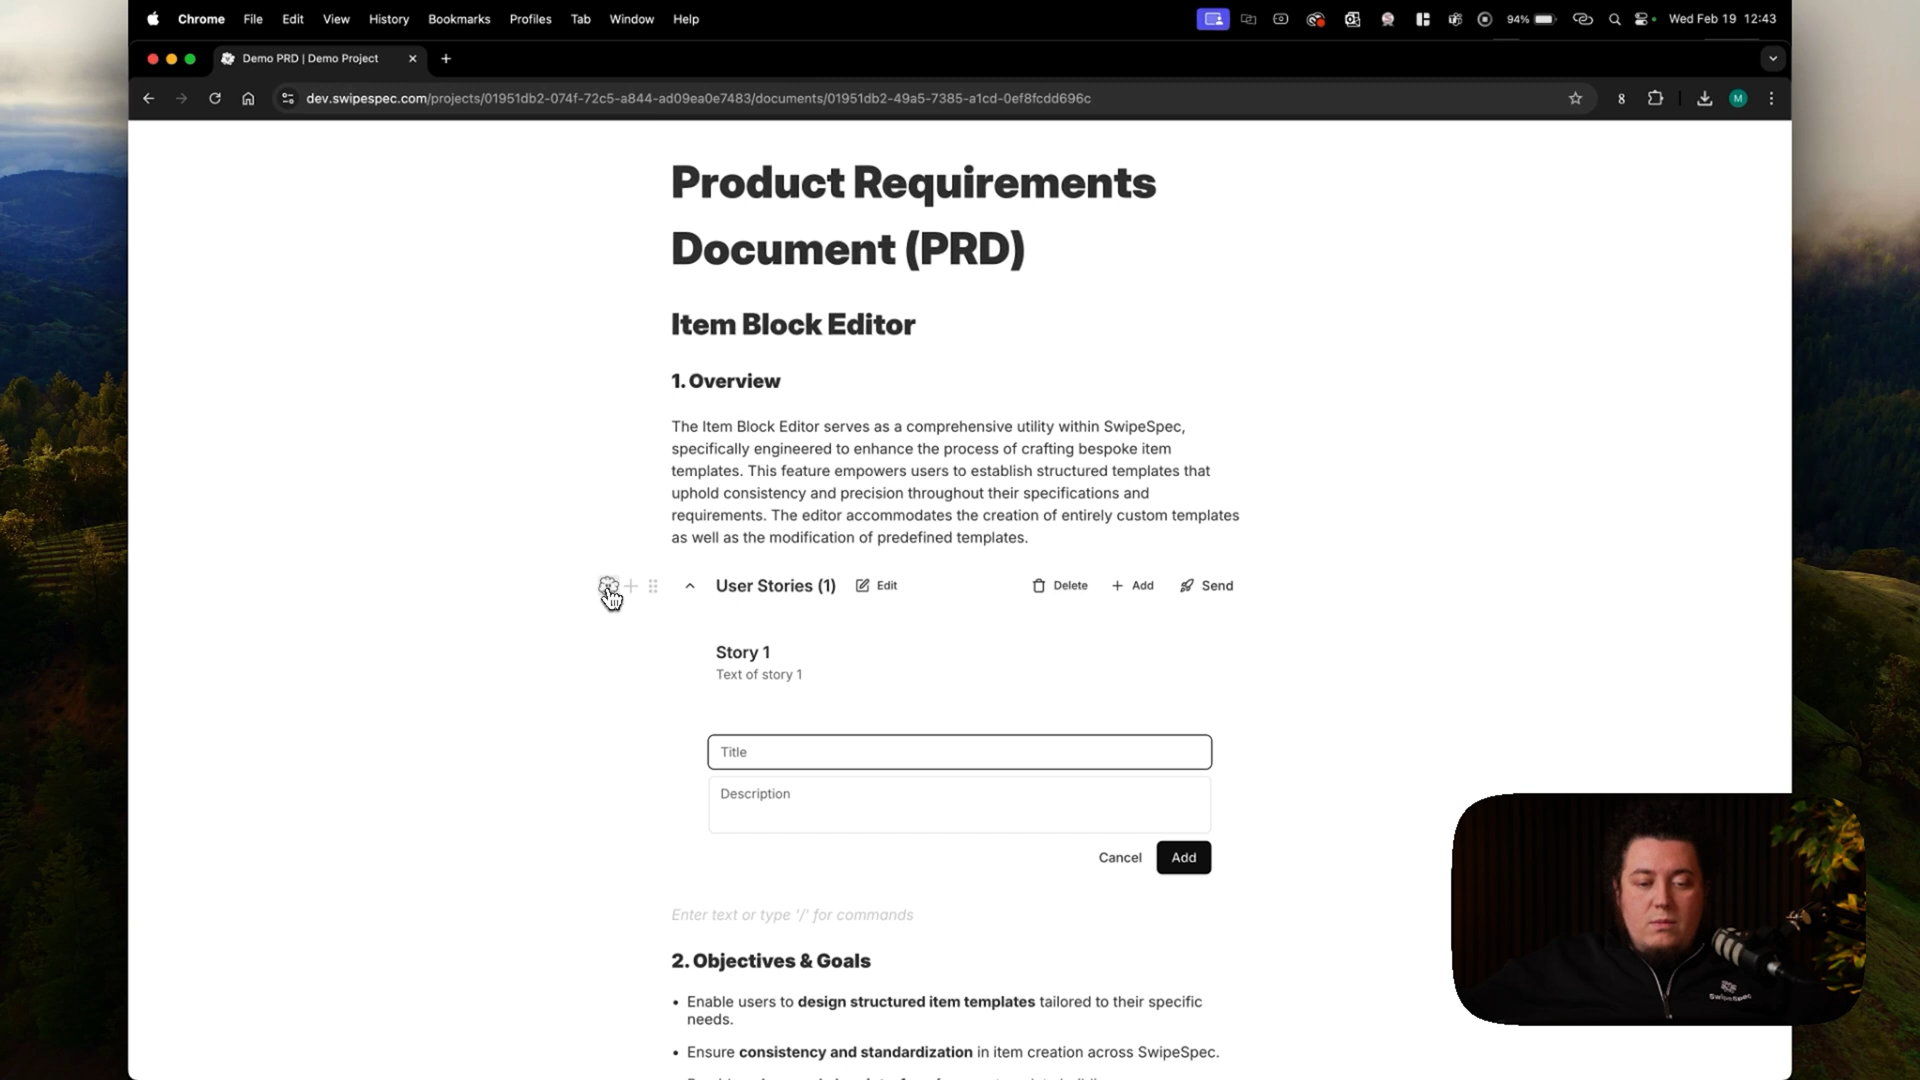 Chrome File Edit View History Bookmarks Profiles Tab Window Help 94% Wed Feb 19 12:43
Demo PRD | Demo Project
dev.swipespec.com/projects/01951db2-074f-72c5-a844-ad09ea0e7483/documents/01951db2-49a5-7385-a1cd-0ef8fcdd696c 8 M
Product Requirements
Document (PRD)
Item Block Editor
1. Overview
The Item Block Editor serves as a comprehensive utility within SwipeSpec,
specifically engineered to enhance the process of crafting bespoke item
templates. This feature empowers users to establish structured templates that
uphold consistency and precision throughout their specifications and
requirements. The editor accommodates the creation of entirely custom templates
as well as the modification of predefined templates.
User Stories (1) Edit Delete + Add Send
Story 1
Text of story 1
Title
Description
Cancel Add
Enter text or type '/' for commands
2. Objectives & Goals
• Enable users to design structured item templates tailored to their specific
needs.
• Ensure consistency and standardization in item creation across SwipeSpec.
SwipeSpec